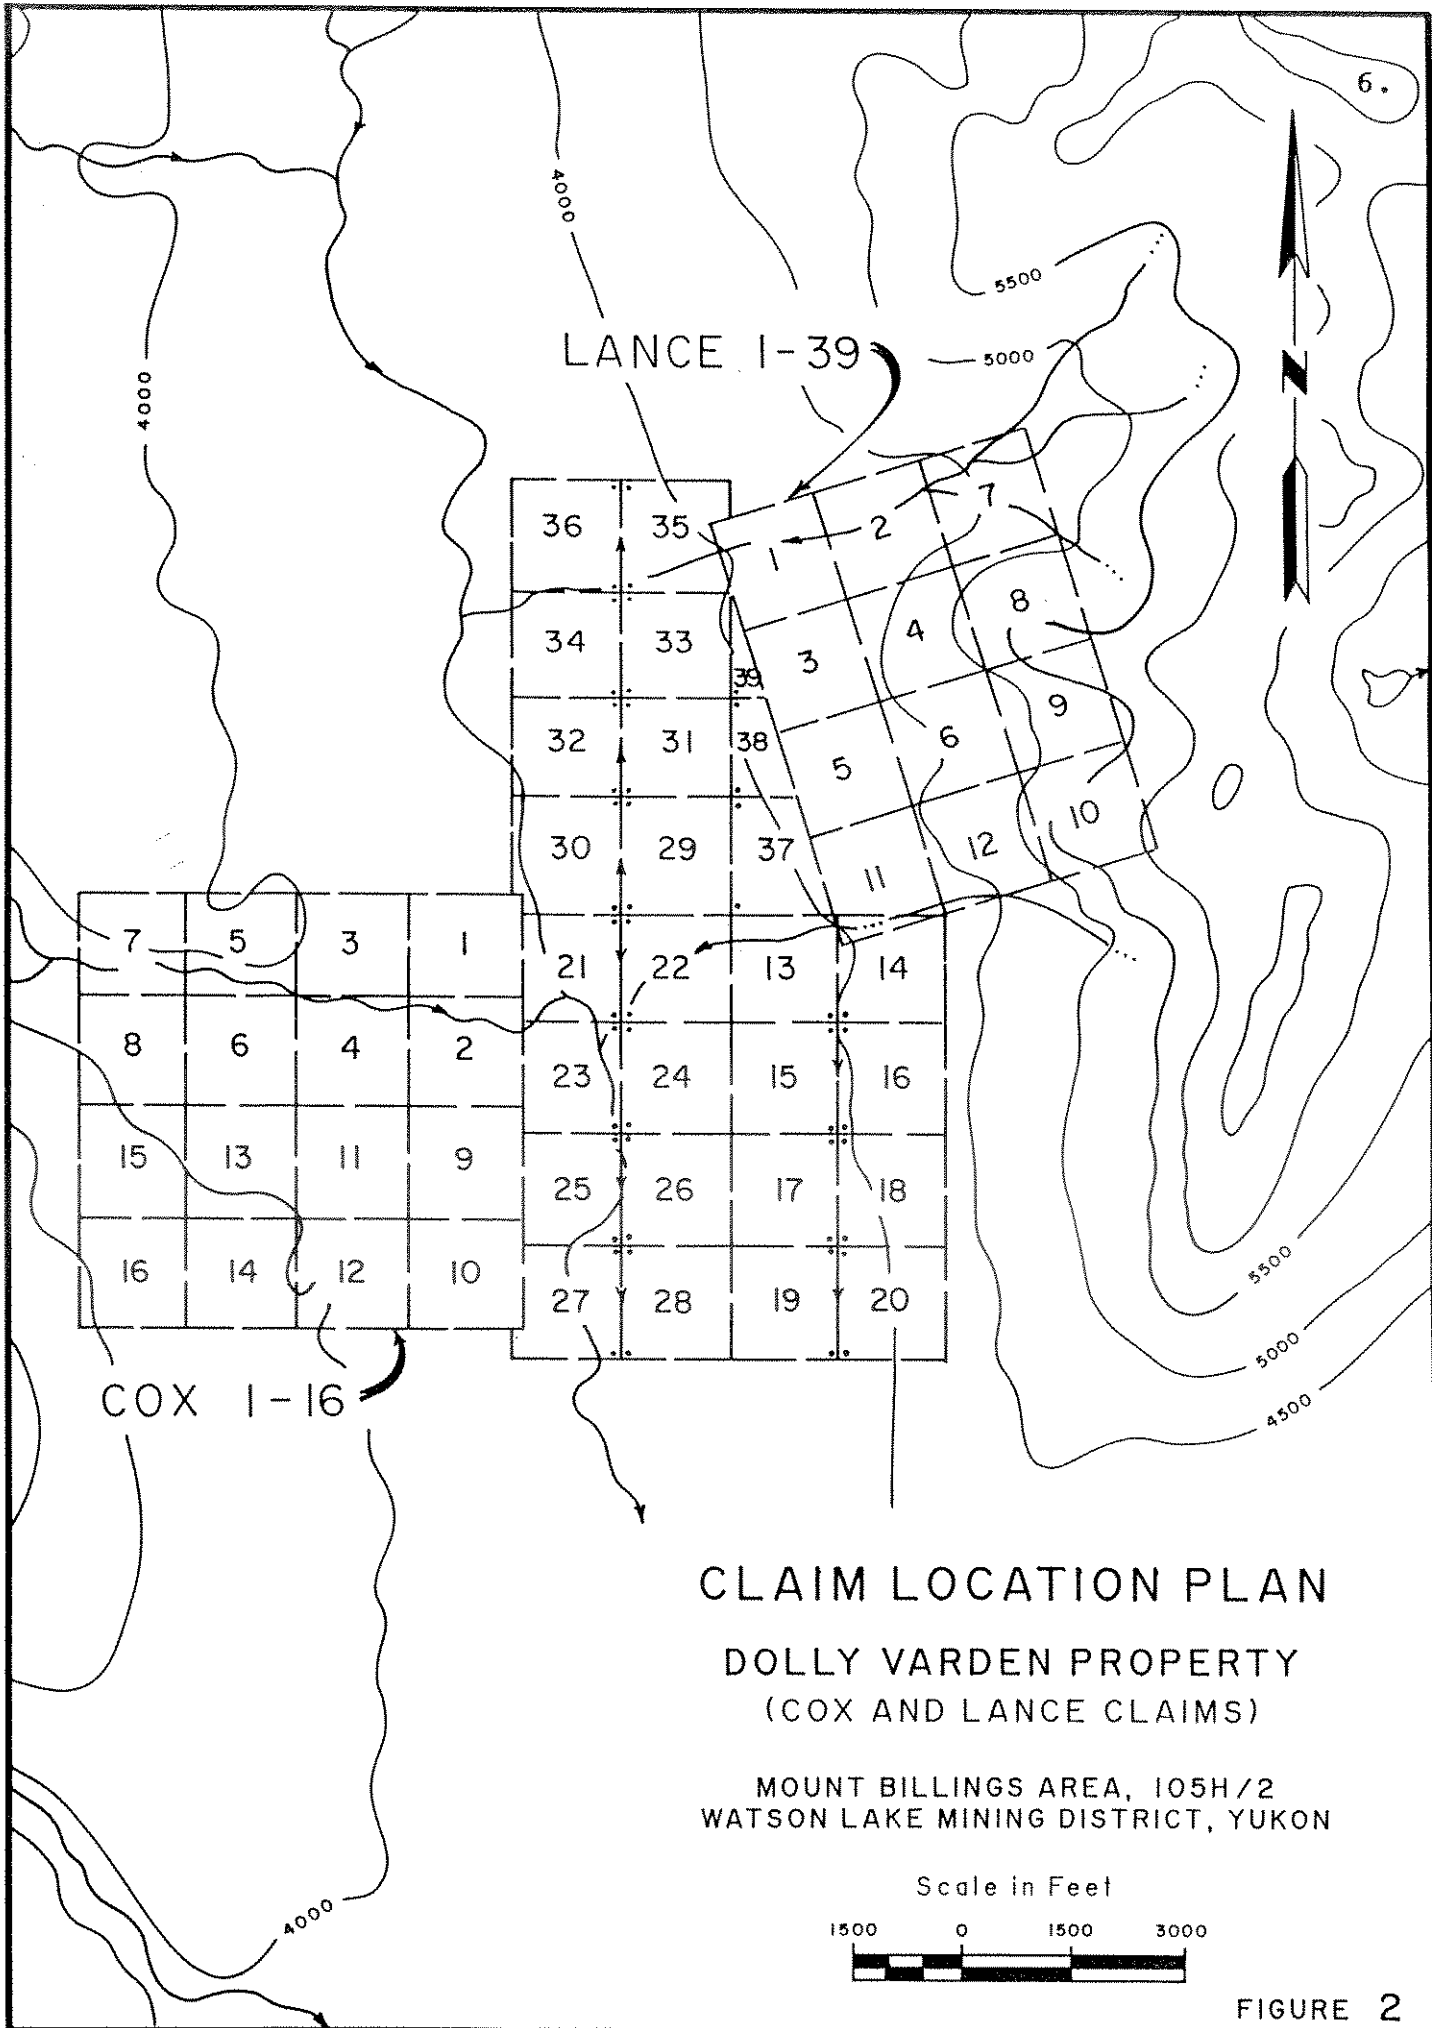 6.
4000
5500
LANCE 1-39
5000
4000
N
36 35
1 2 7
34 33
3 4 8
39
32 31 38
5 6 9
30 29 37
11 12 10
7 5 3 1
21 22 13 14
8 6 4 2
23 24 15 16
15 13 11 9
25 26 17 18
16 14 12 10
27 28 19 20
5500
5000
4500
COX 1-16
CLAIM LOCATION PLAN
DOLLY VARDEN PROPERTY
(COX AND LANCE CLAIMS)
MOUNT BILLINGS AREA, 105H/2
WATSON LAKE MINING DISTRICT, YUKON
4000
Scale in Feet
1500 0 1500 3000
FIGURE 2